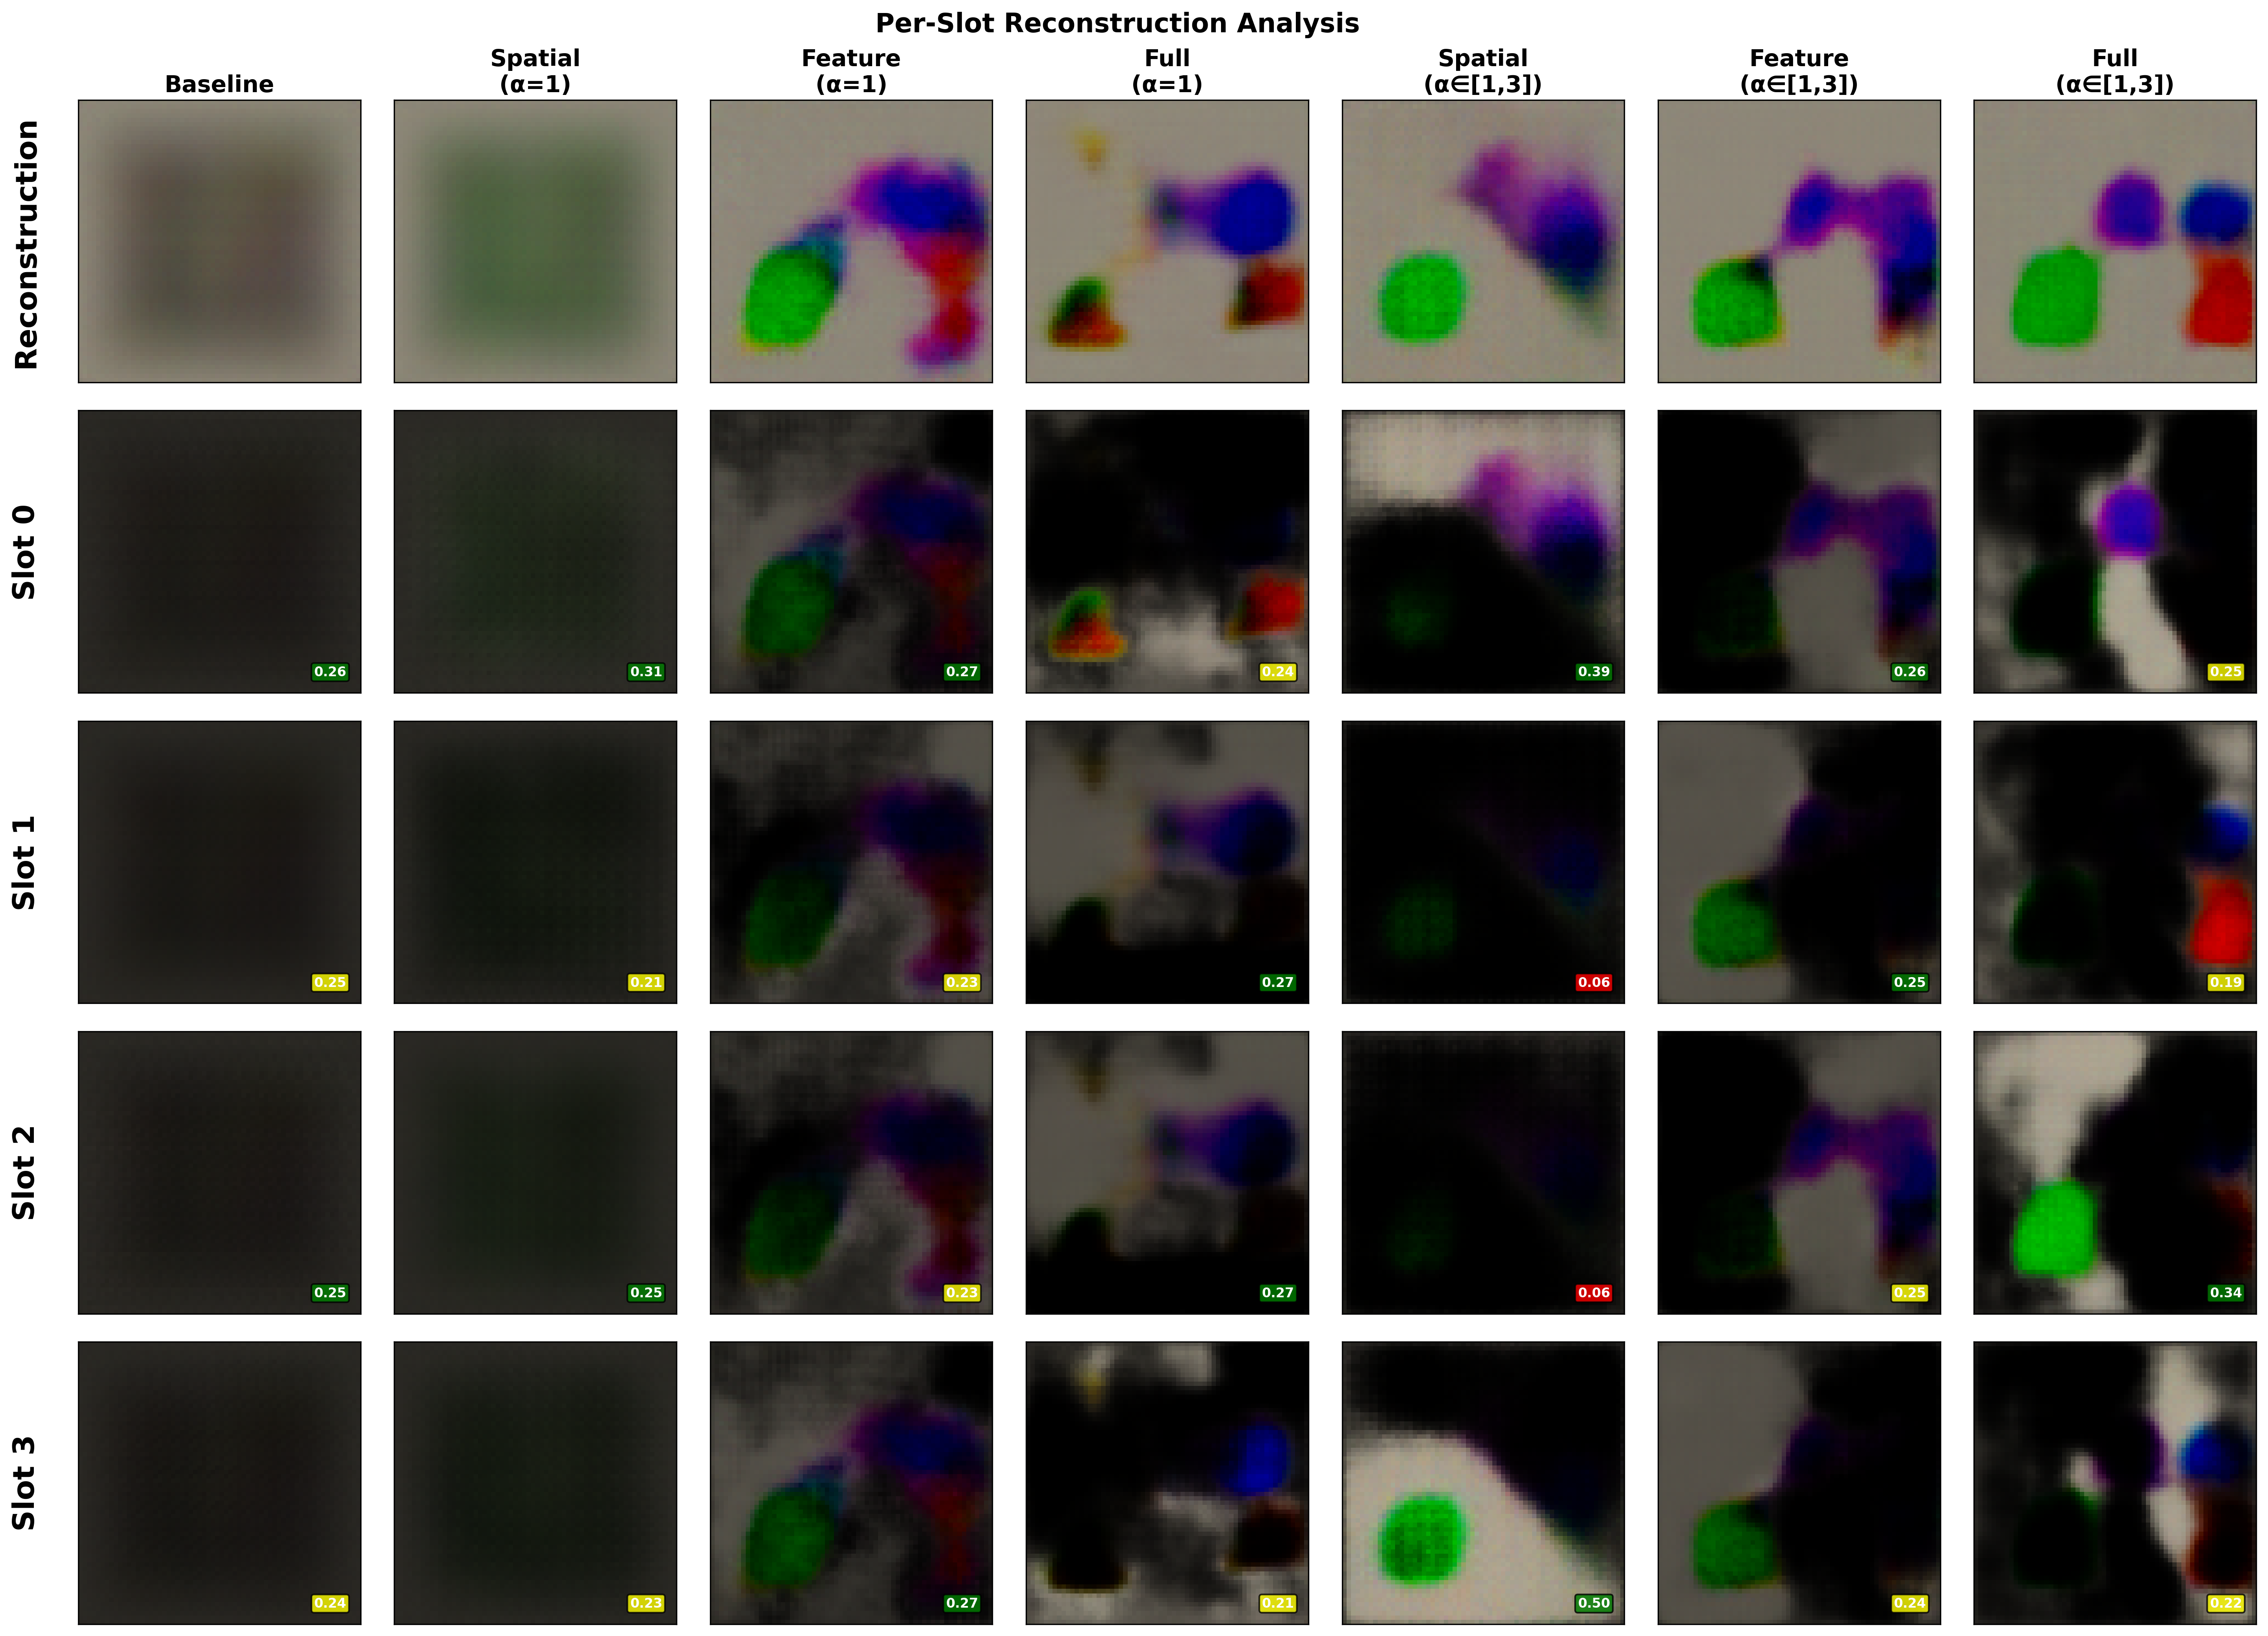 Per-Slot Reconstruction Analysis
Baseline
Spatial
(α=1)
Feature
(α=1)
Full
(α=1)
Spatial
(α∈[1,3])
Feature
(α∈[1,3])
Full
(α∈[1,3])
Reconstruction
Slot 0
0.26
0.31
0.27
0.24
0.39
0.26
0.25
Slot 1
0.25
0.21
0.23
0.27
0.06
0.25
0.19
Slot 2
0.25
0.25
0.23
0.27
0.06
0.25
0.34
Slot 3
0.24
0.23
0.27
0.21
0.50
0.24
0.22